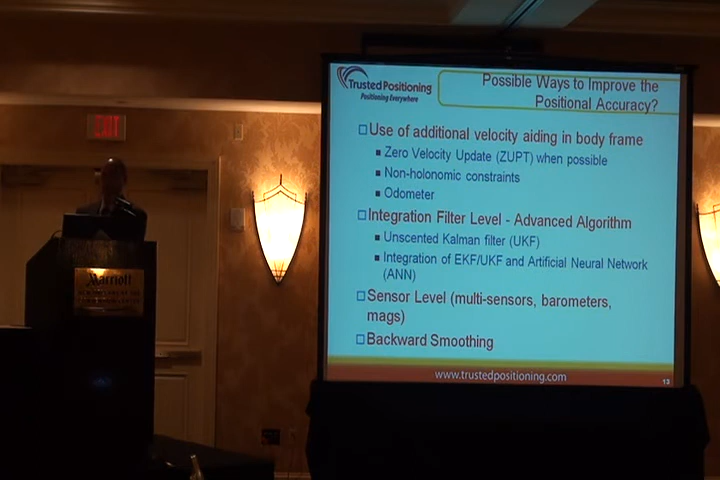 Trusted Positioning
Positioning Everywhere
Possible Ways to Improve the
Positional Accuracy?
Use of additional velocity aiding in body frame
Zero Velocity Update (ZUPT) when possible
Non-holonomic constraints
Odometer
Integration Filter Level - Advanced Algorithm
Unscented Kalman filter (UKF)
Integration of EKF/UKF and Artificial Neural Network
(ANN)
Sensor Level (multi-sensors, barometers,
mags)
Backward Smoothing
www.trustedpositioning.com
13
EXIT
Marriott